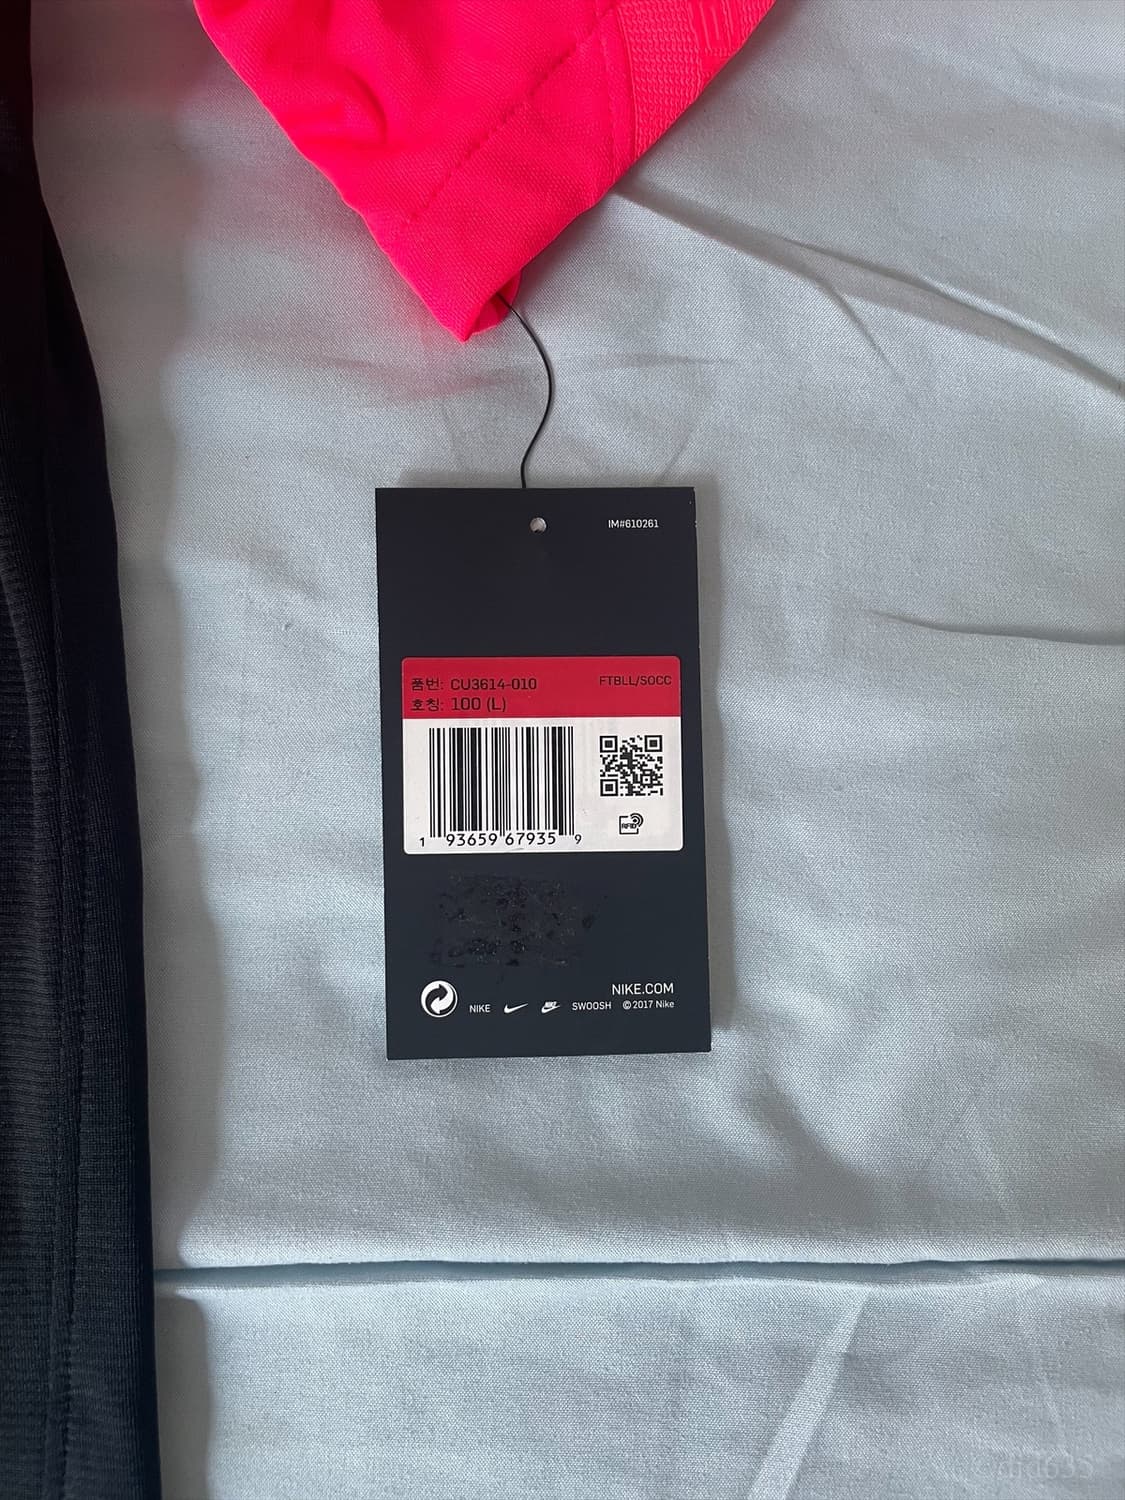 IM#610261
품번: CU3614-010 FTBLL/SOCC
호칭: 100 (L)
RFID
1 93659 67935 9
NIKE.COM
NIKE SWOOSH ©2017 Nike